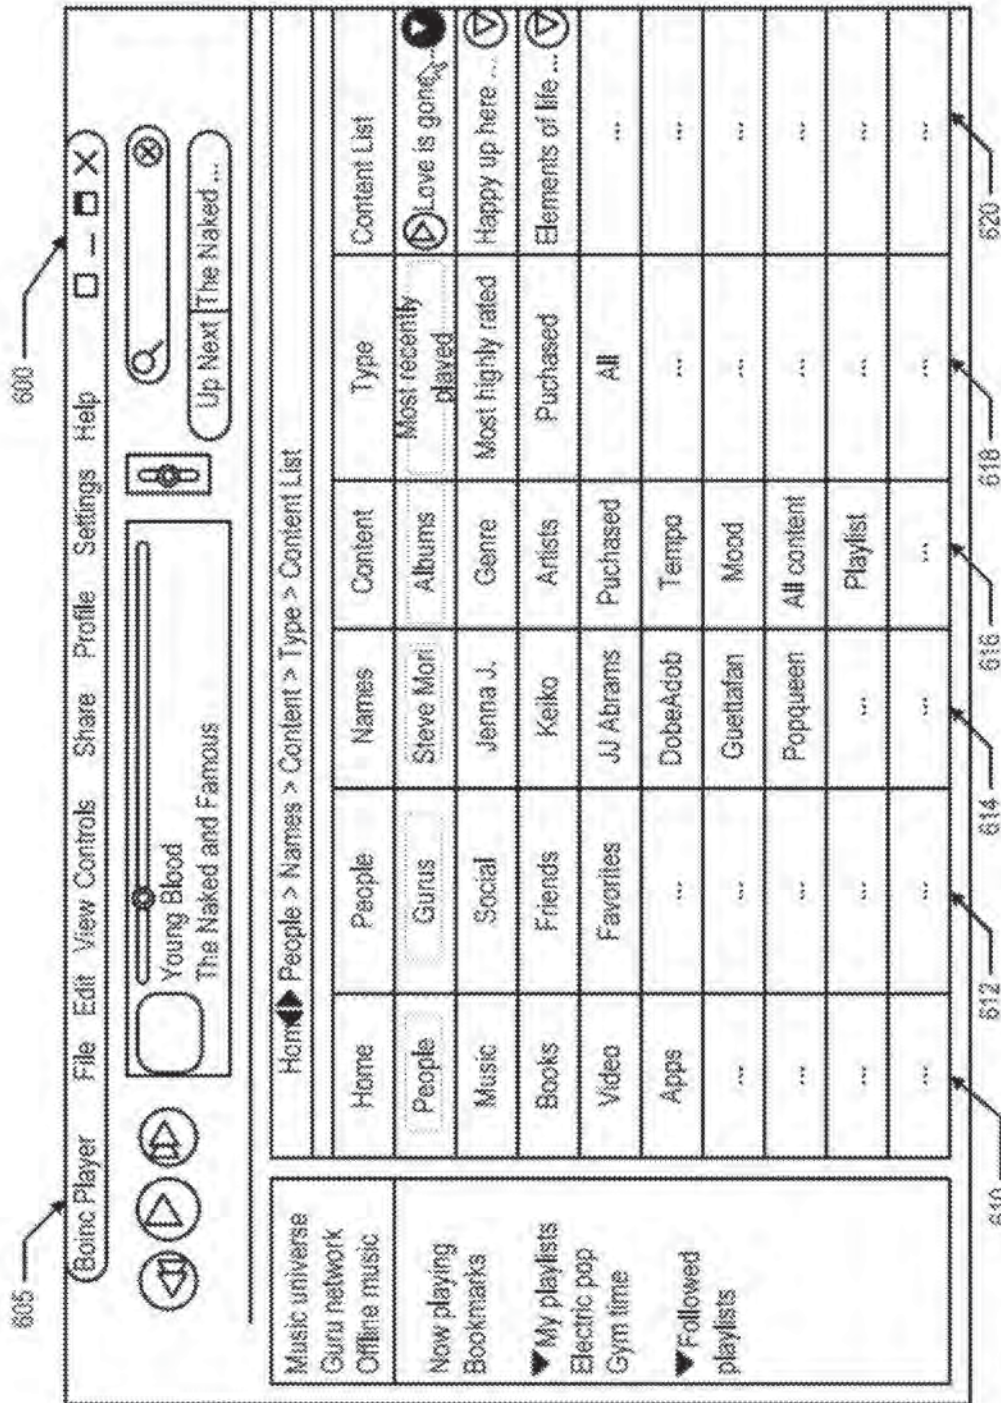 600
605
Boinc Player File Edit View Controls Share Profile Settings Help
Young Blood
The Naked and Famous
Up Next The Naked ...
Music universe
Guru network
Offline music
Now playing
Bookmarks
My playlists
Electric pop
Gym time
Followed
playlists
Home People > Names > Content > Type > Content List
Home People Names Content Type Content List
People Gurus Steve Mori Albums Most recently played Love is gone...
Music Social Jenna J. Genre Most highly rated Happy up here ...
Books Friends Keiko Artists Puchased Elements of life ...
Video Favorites JJ Abrams Puchased All ...
Apps ... DobeAdob Tempo ... ...
... ... Guettafan Mood ... ...
... ... Popqueen All content ... ...
... ... ... Playlist ... ...
... ... ... ... ... ...
610 612 614 616 618 620